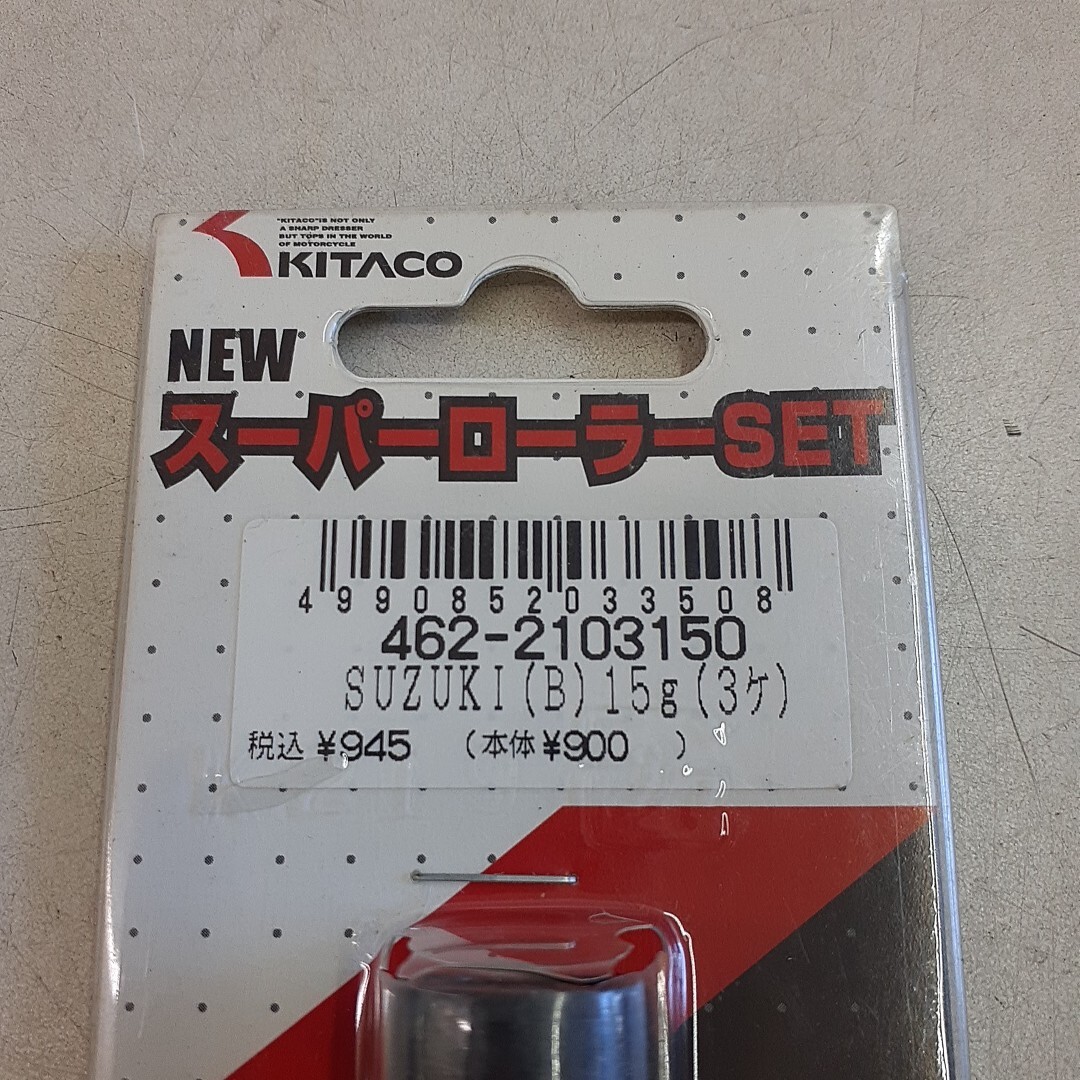 "KITACO"IS NOT ONLY
A SHARP DRESSER
BUT TOPS IN THE WORLD
OF MOTORCYCLE
KITACO
NEW
スーパーローラーSET
4990852033508
462-2103150
SUZUKI(B)15g(3ケ)
税込 ¥945 (本体 ¥900 )